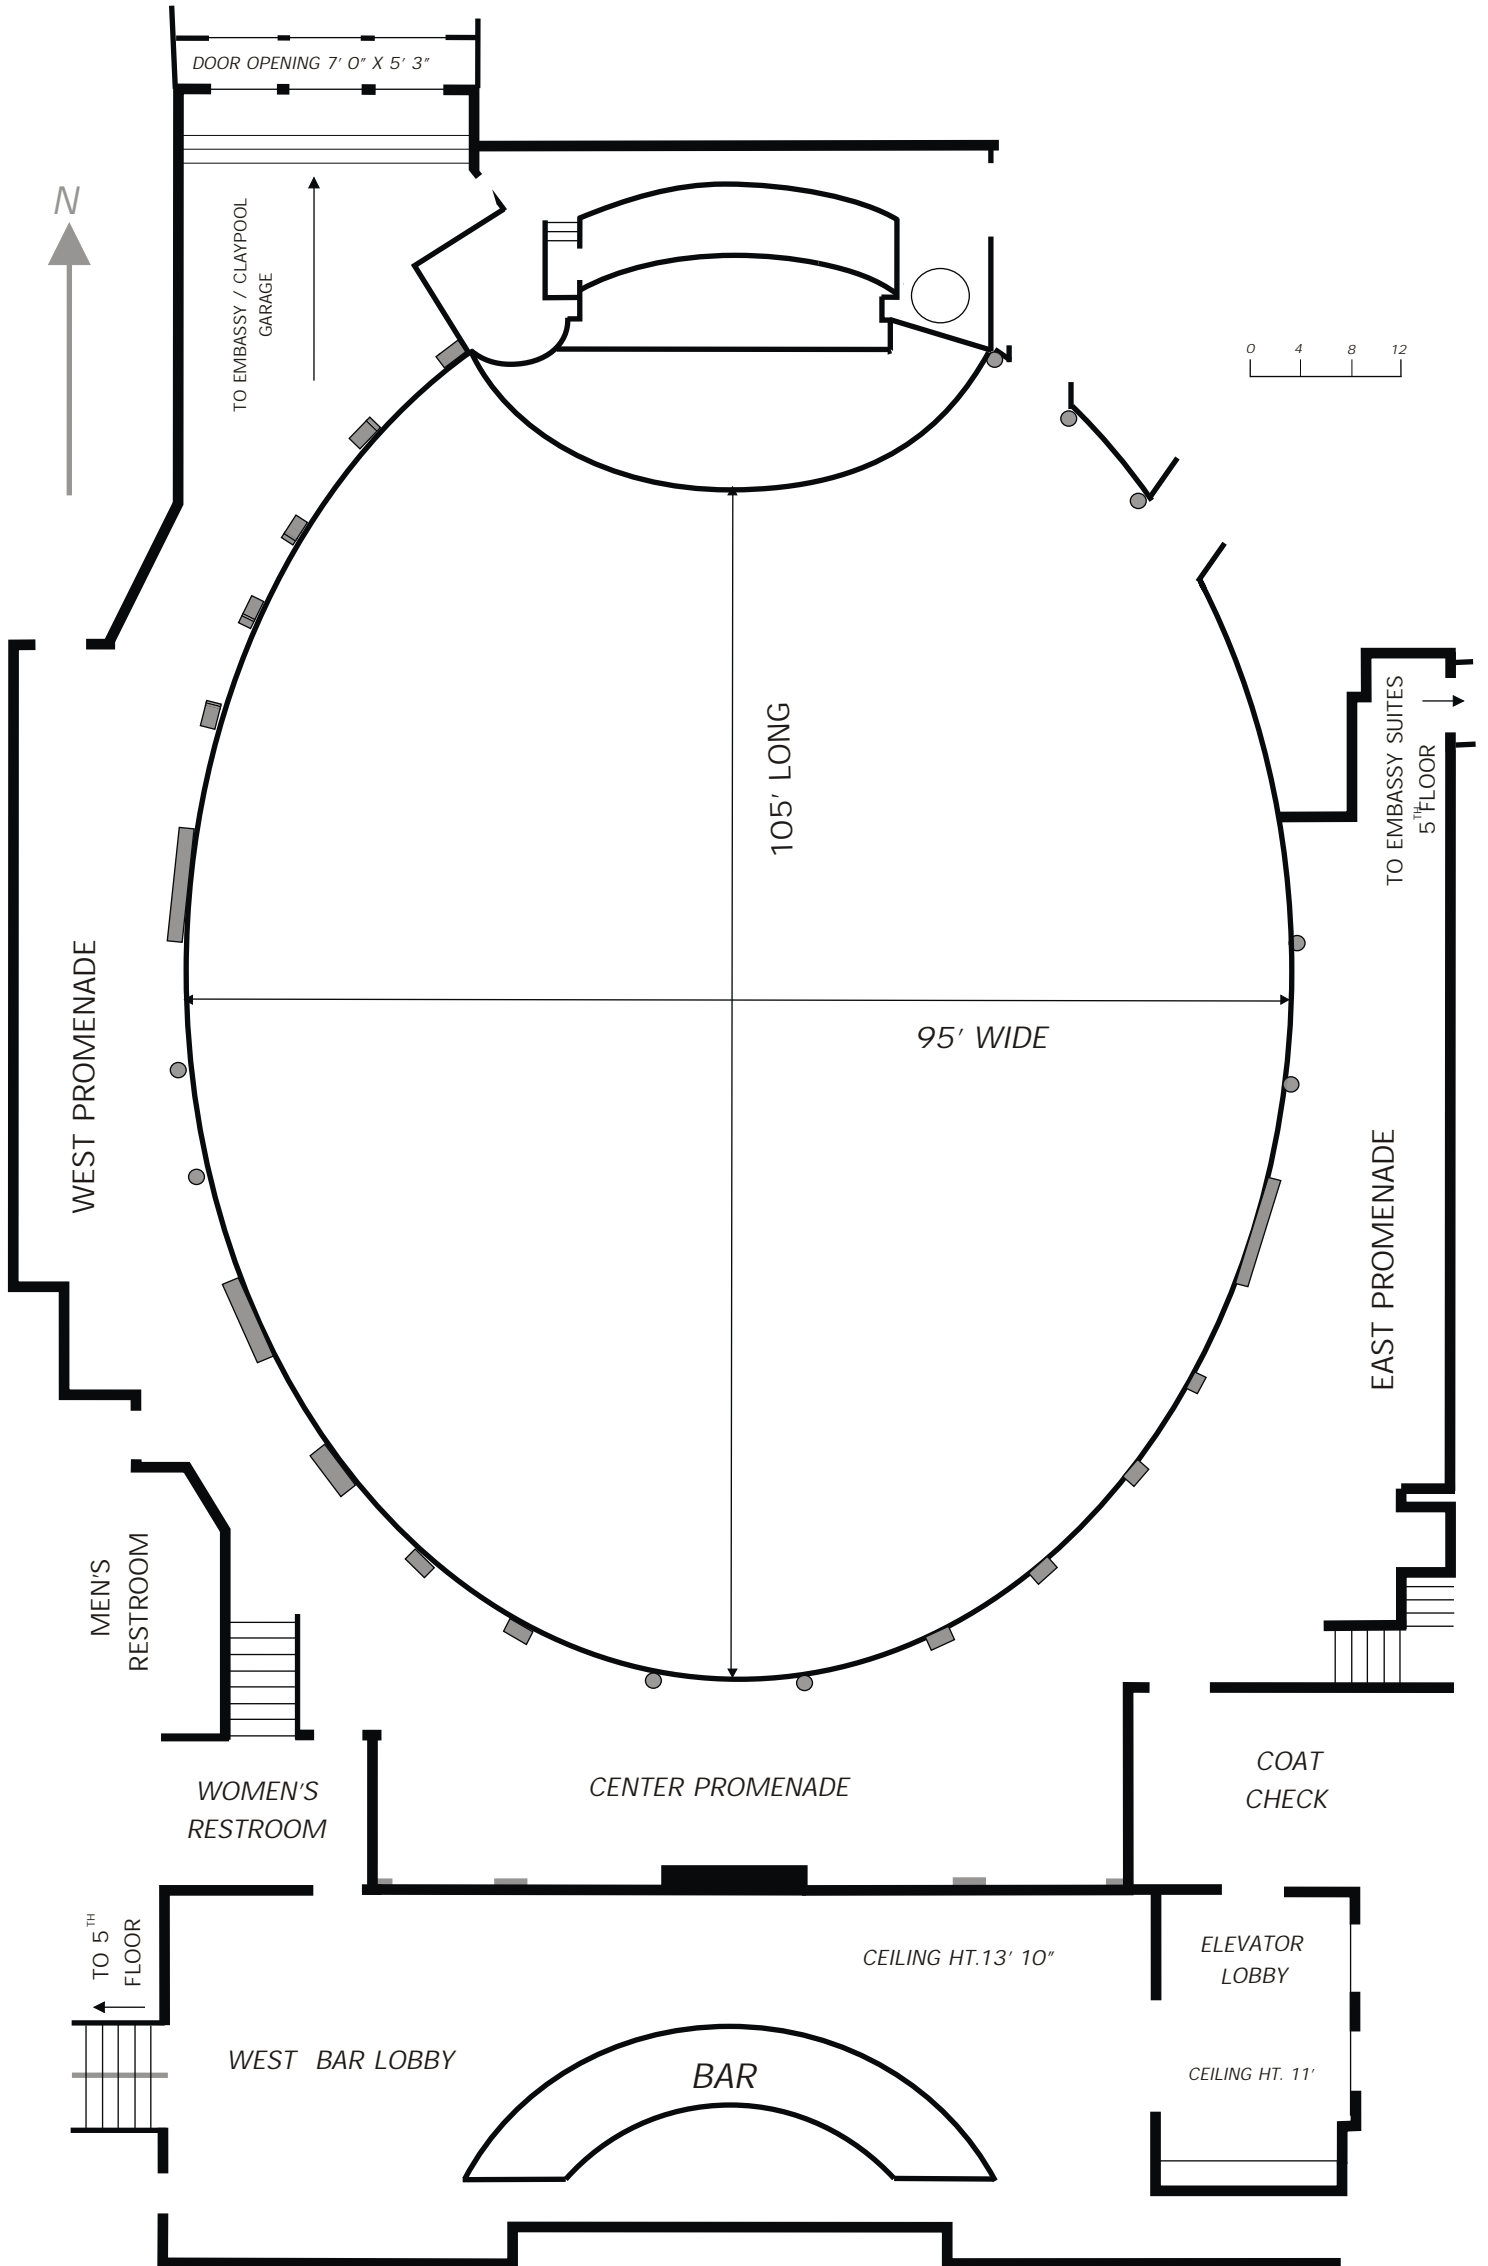 DOOR OPENING 7' 0" X 5' 3"
N
TO EMBASSY / CLAYPOOL
GARAGE
0 4 8 12
105' LONG
TO EMBASSY SUITES
5TH FLOOR
95' WIDE
WEST PROMENADE
EAST PROMENADE
MEN'S
RESTROOM
WOMEN'S
RESTROOM
CENTER PROMENADE
COAT
CHECK
TO 5TH
FLOOR
CEILING HT.13' 10"
ELEVATOR
LOBBY
WEST BAR LOBBY
BAR
CEILING HT. 11'